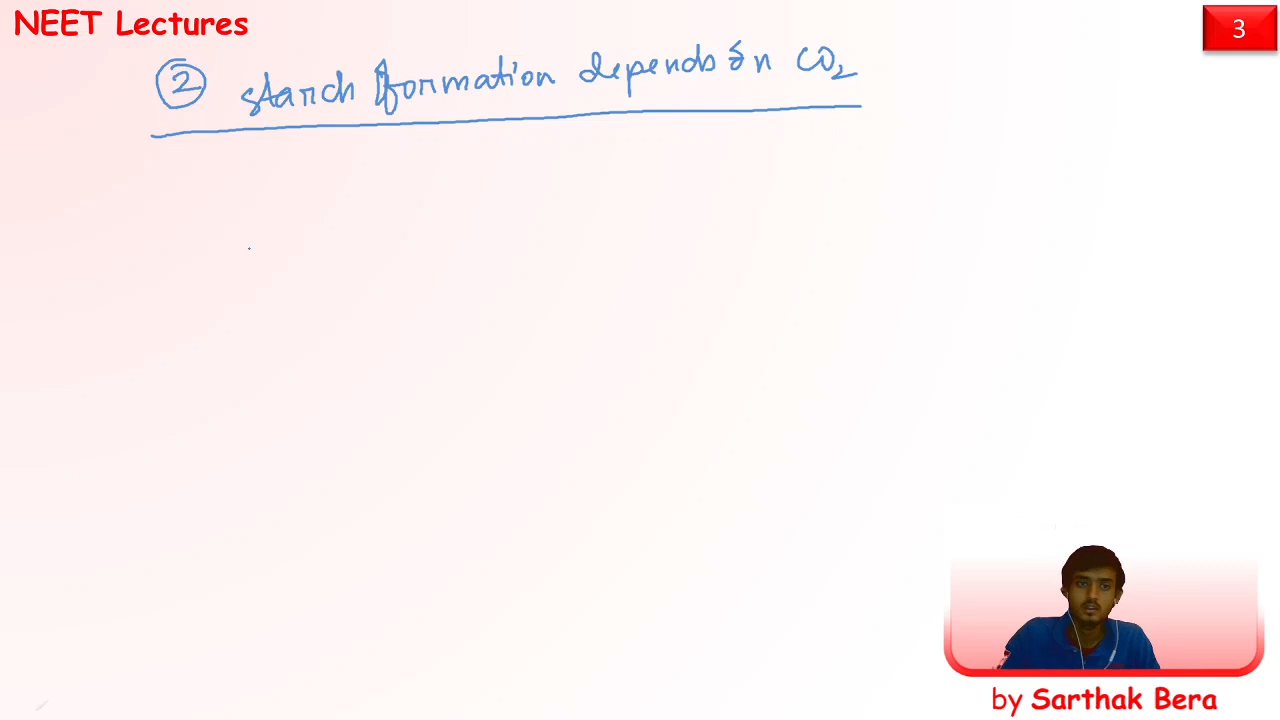 NEET Lectures
3
② starch formation depends on CO₂
by Sarthak Bera